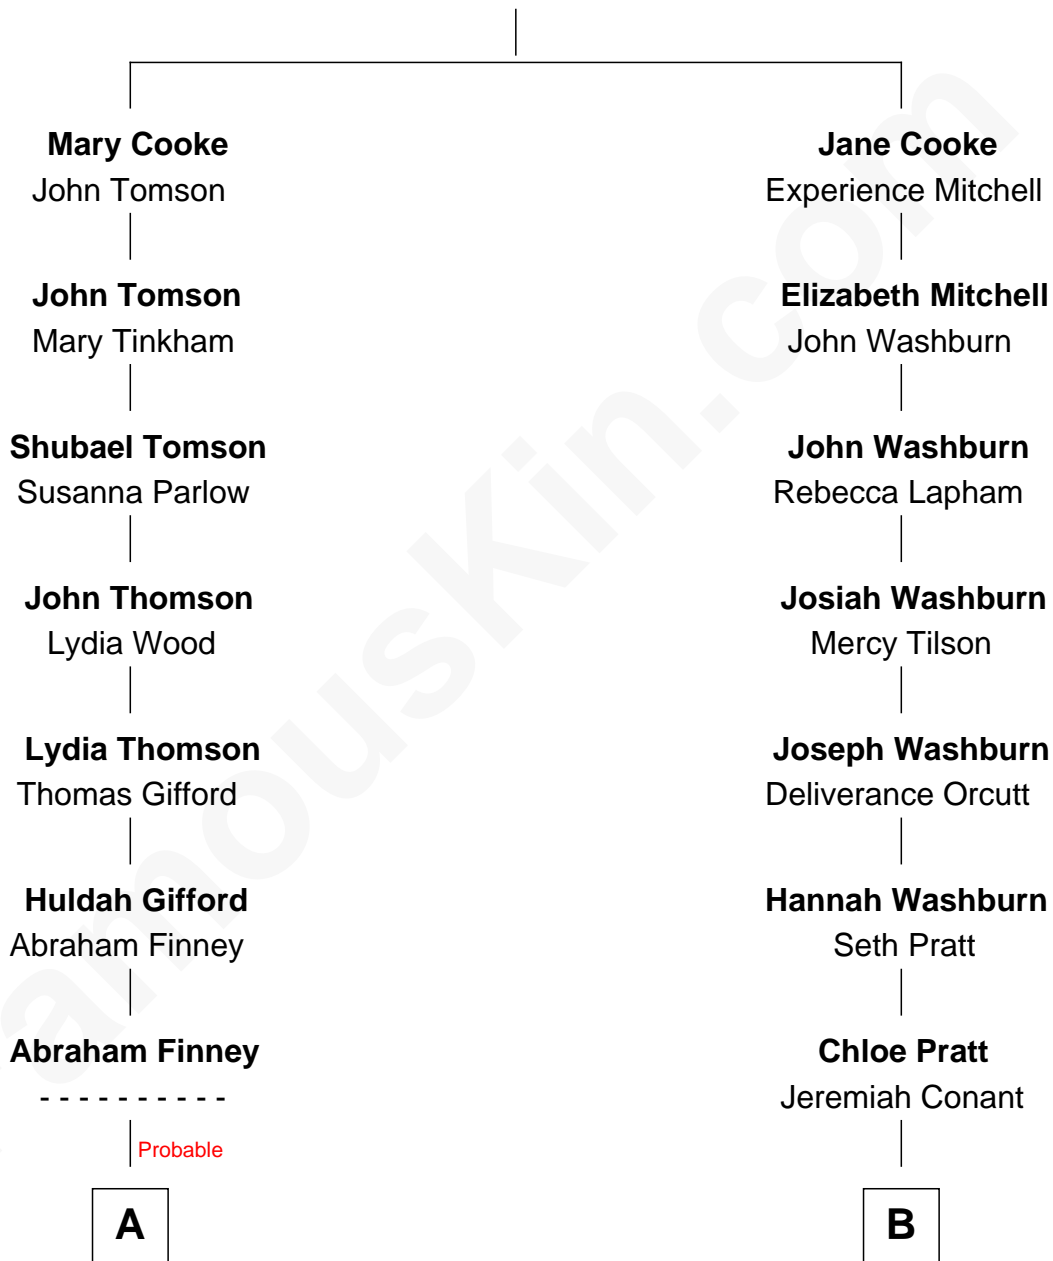 Mary Cooke
John Tomson
John Tomson
Mary Tinkham
Shubael Tomson
Susanna Parlow
John Thomson
Lydia Wood
Lydia Thomson
Thomas Gifford
Huldah Gifford
Abraham Finney
Abraham Finney
- - - - - - - - - -
Probable
A
Jane Cooke
Experience Mitchell
Elizabeth Mitchell
John Washburn
John Washburn
Rebecca Lapham
Josiah Washburn
Mercy Tilson
Joseph Washburn
Deliverance Orcutt
Hannah Washburn
Seth Pratt
Chloe Pratt
Jeremiah Conant
B
amousKin.com